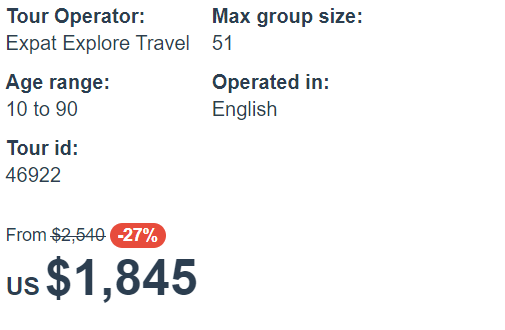 Tour Operator: Max group size:
Expat Explore Travel 51
Age range: Operated in:
10 to 90 English
Tour id:
46922
From $2,540 -27%
US $1,845